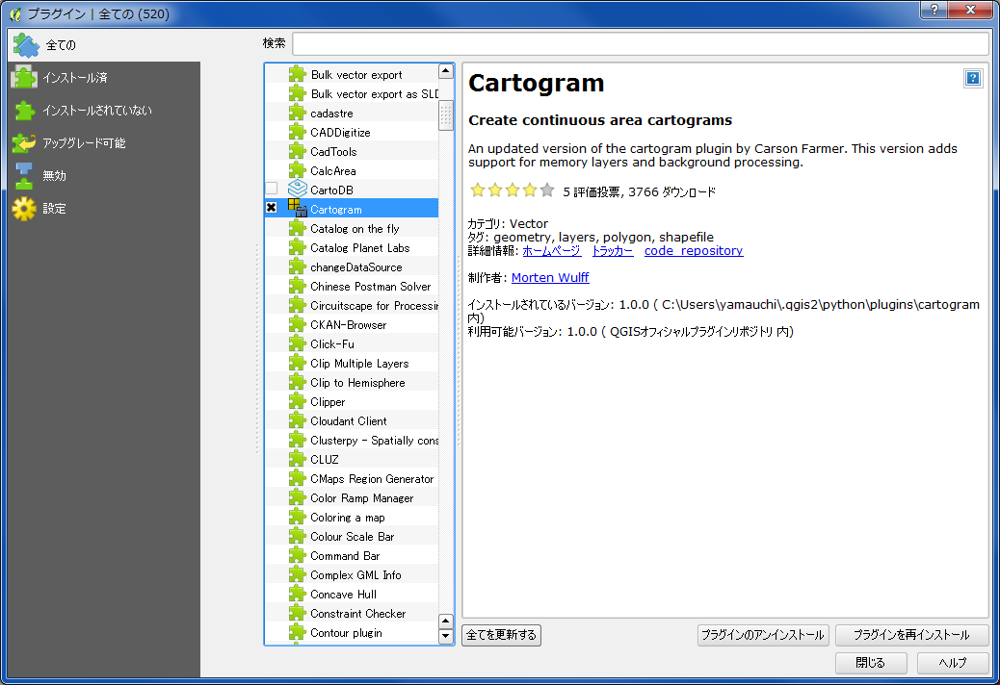 プラグイン | 全ての (520)
全ての
インストール済
インストールされていない
アップグレード可能
無効
設定
検索
Bulk vector export
Bulk vector export as SLD
cadastre
CADDigitize
CadTools
CalcArea
CartoDB
Cartogram
Catalog on the fly
Catalog Planet Labs
changeDataSource
Chinese Postman Solver
Circuitscape for Processin
CKAN-Browser
Click-Fu
Clip Multiple Layers
Clip to Hemisphere
Clipper
Cloudant Client
Clusterpy - Spatially cons
CLUZ
CMaps Region Generator
Color Ramp Manager
Coloring a map
Colour Scale Bar
Command Bar
Complex GML Info
Concave Hull
Constraint Checker
Contour plugin
Cartogram
Create continuous area cartograms
An updated version of the cartogram plugin by Carson Farmer. This version adds
support for memory layers and background processing.
5 評価投票, 3766 ダウンロード
カテゴリ: Vector
タグ: geometry, layers, polygon, shapefile
詳細情報: ホームページ トラッカー code_repository
制作者: Morten Wulff
インストールされているバージョン: 1.0.0 ( C:\Users\yamauchi\.qgis2\python\plugins\cartogram
内)
利用可能バージョン: 1.0.0 ( QGISオフィシャルプラグインリポジトリ 内)
全てを更新する
プラグインのアンインストール
プラグインを再インストール
閉じる
ヘルプ